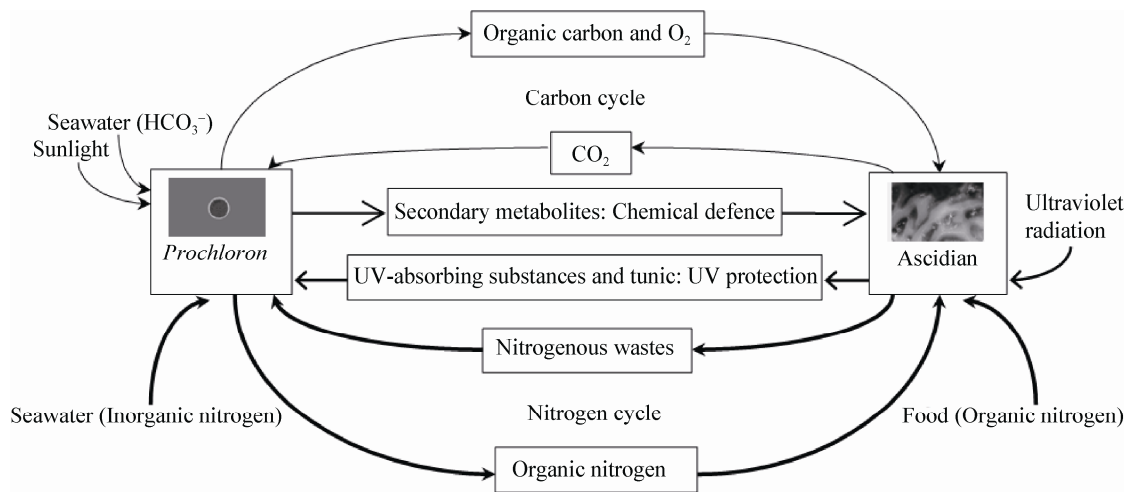 Organic carbon and O₂
Carbon cycle
Seawater (HCO₃⁻)
Sunlight
CO₂
Secondary metabolites: Chemical defence
Ultraviolet
radiation
Prochloron
Ascidian
UV-absorbing substances and tunic: UV protection
Nitrogenous wastes
Seawater (Inorganic nitrogen)
Nitrogen cycle
Food (Organic nitrogen)
Organic nitrogen